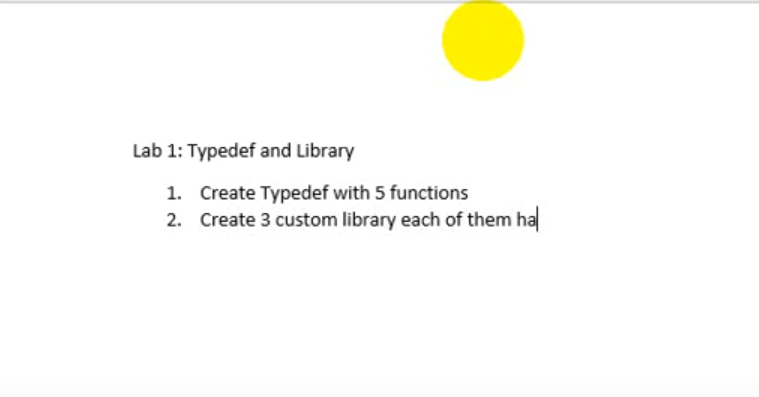 Lab 1: Typedef and Library
1. Create Typedef with 5 functions
2. Create 3 custom library each of them ha